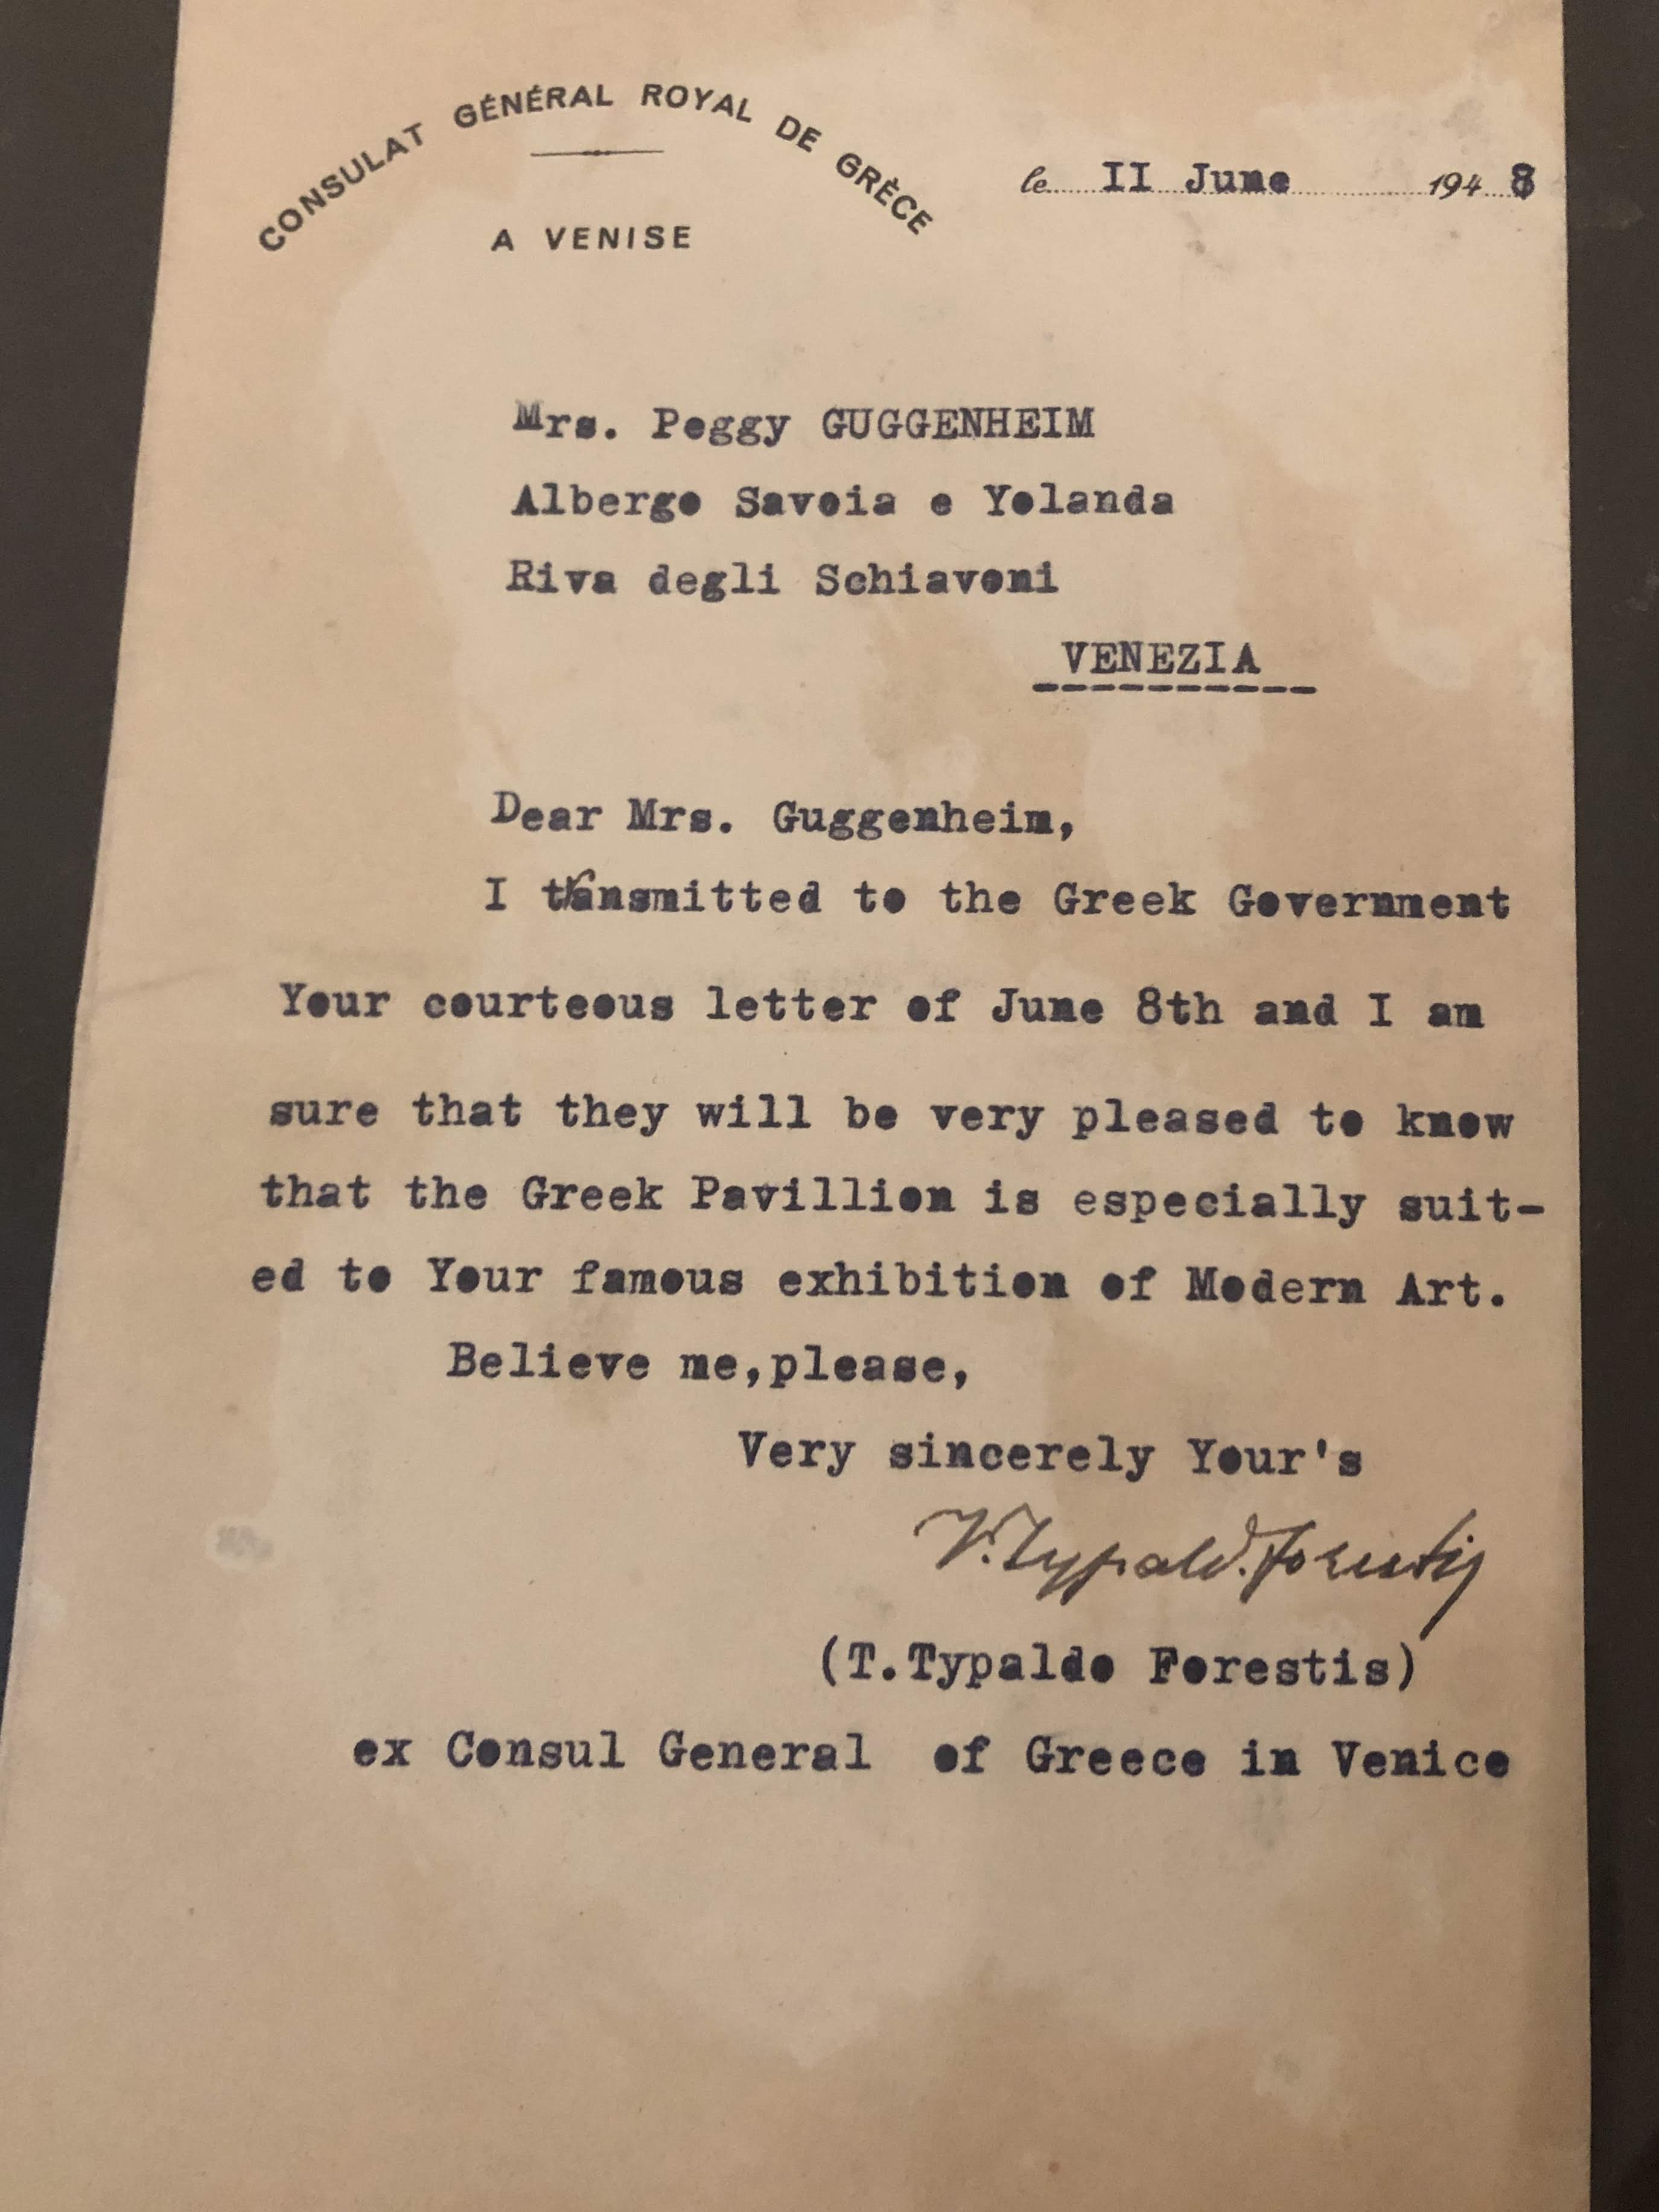 CONSULAT GÉNÉRAL ROYAL DE GRÈCE
A VENISE
le II June 1948
Mrs. Peggy GUGGENHEIM
Albergo Savoia e Yolanda
Riva degli Schiavoni
VENEZIA
Dear Mrs. Guggenheim,
I transmitted to the Greek Government
Your courteous letter of June 8th and I am
sure that they will be very pleased to know
that the Greek Pavillion is especially suit-
ed to Your famous exhibition of Modern Art.
Believe me,please,
Very sincerely Your's
T.Typaldo.Forestis
(T.Typaldo Forestis)
ex Consul General of Greece in Venice